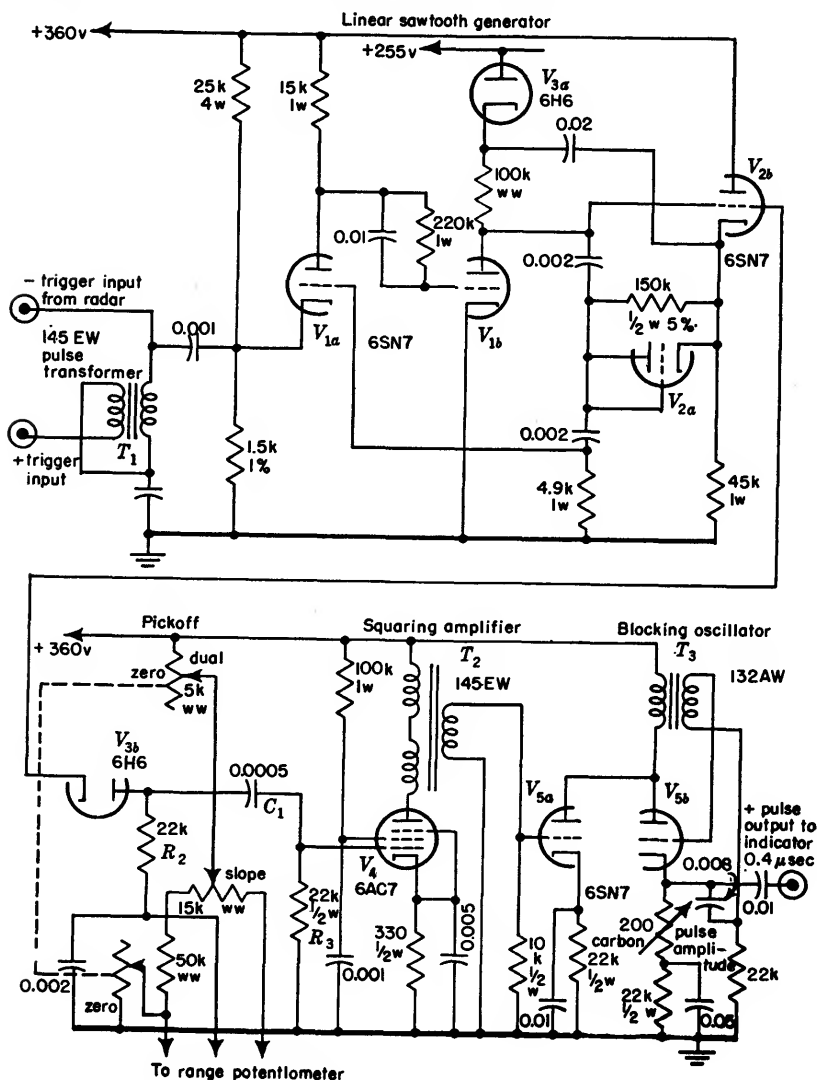 Linear sawtooth generator
+360v
+255v
V3a
6H6
25k
4w
15k
1w
0.02
V2b
100k
ww
220k
1w
0.01
0.002
6SN7
– trigger input
from radar
150k
½ w 5%
0.001
V1a
6SN7
V1b
145 EW
pulse
transformer
V2a
0.002
T1
+trigger
input
1.5k
1%
4.9k
1w
45k
1w
Pickoff
Squaring amplifier
Blocking oscillator
+ 360v
dual
zero
5k
ww
100k
1w
T2
145EW
T3
132AW
V3b
6H6
0.0005
C1
V5a
V5b
+ pulse
output to
indicator
0.4 μsec
22k
R2
V4
6AC7
slope
0.008
6SN7
0.01
15k
ww
22k
½w
R3
0.005
200
carbon
pulse
ampli-
tude
330
½w
10
k
½
w
22k
½w
22k
50k
ww
0.002
zero
0.001
0.01
22k
½ w
0.05
To range potentiometer